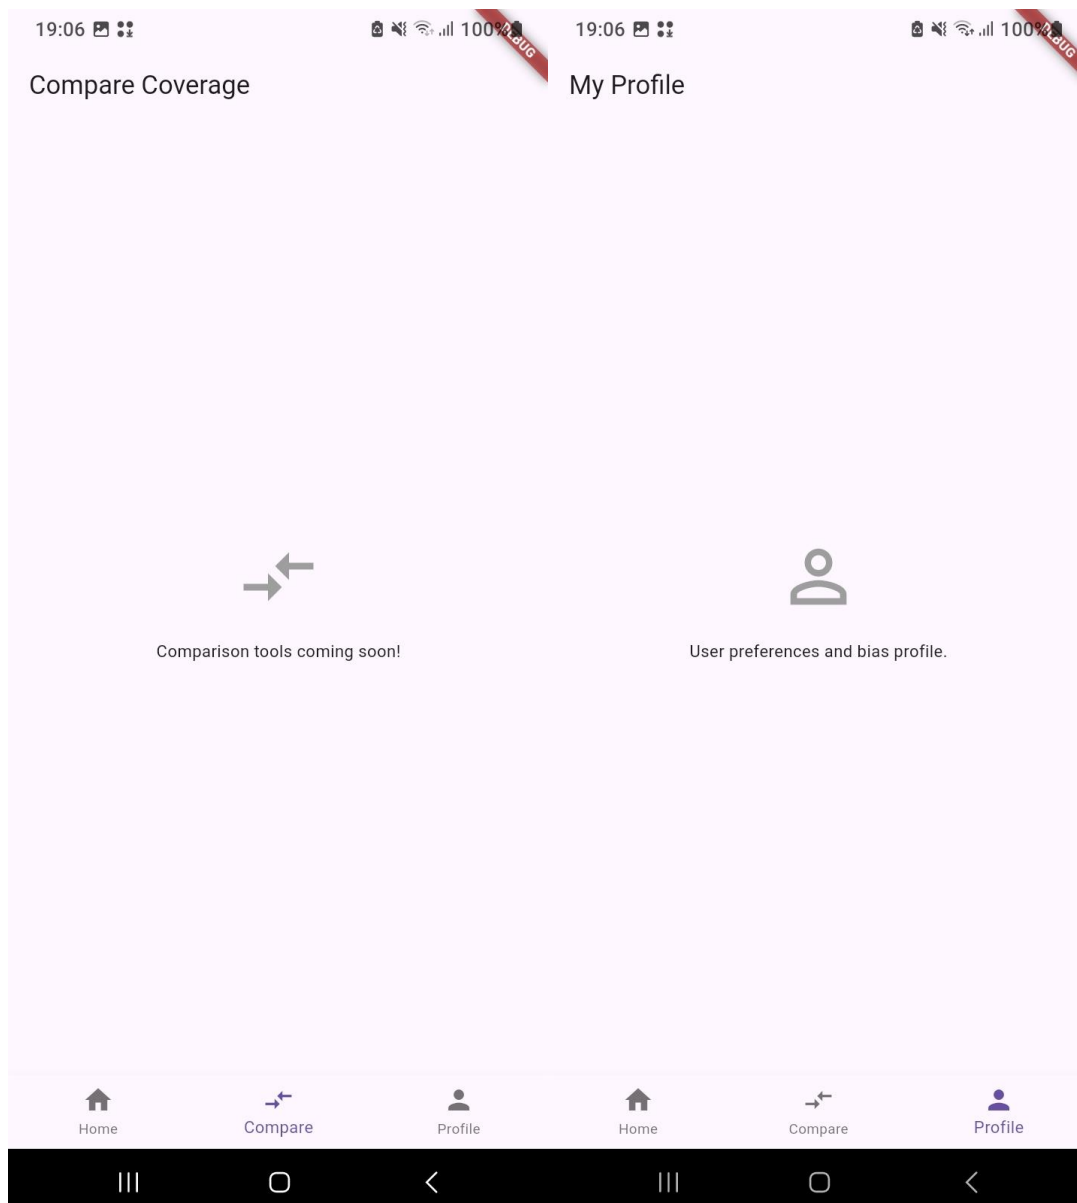 19:06
100%
DEBUG
Compare Coverage
Comparison tools coming soon!
Home
Compare
Profile
19:06
100%
DEBUG
My Profile
User preferences and bias profile.
Home
Compare
Profile